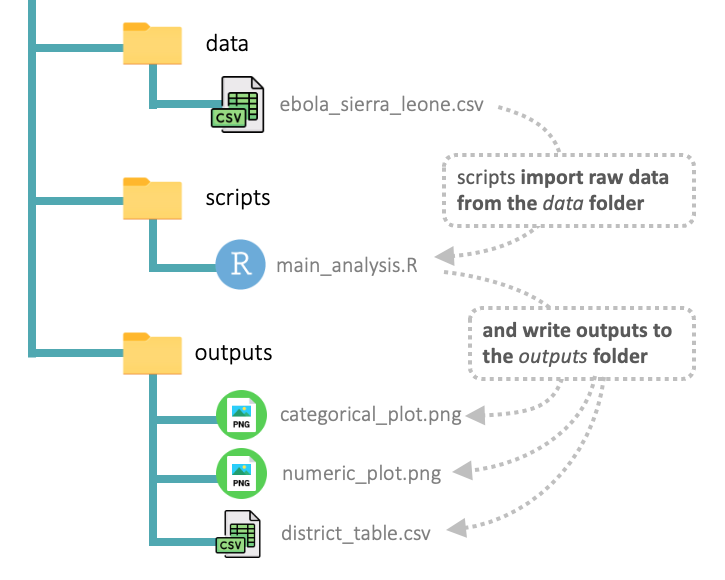 data
CSV
ebola_sierra_leone.csv
scripts import raw data
from the data folder
scripts
R
main_analysis.R
and write outputs to
the outputs folder
outputs
PNG
categorical_plot.png
PNG
numeric_plot.png
CSV
district_table.csv